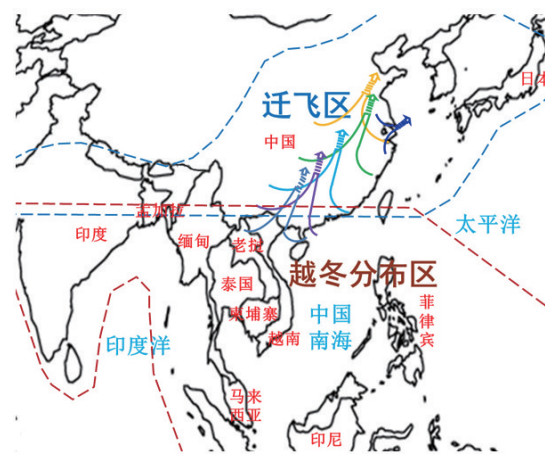 日本
迁飞区
中国
孟加拉
太平洋
印度
缅甸
老挝
越冬分布区
泰国
柬埔寨
中国
南海
菲
律
宾
越南
印度洋
马来
西亚
印尼